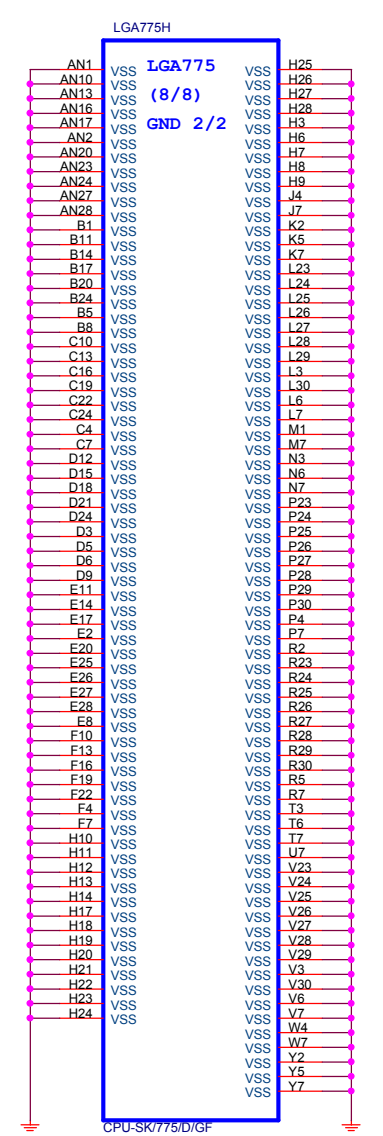 LGA775H
LGA775
(8/8)
GND 2/2
AN1 VSS
AN10 VSS
AN13 VSS
AN16 VSS
AN17 VSS
AN2 VSS
AN20 VSS
AN23 VSS
AN24 VSS
AN27 VSS
AN28 VSS
B1 VSS
B11 VSS
B14 VSS
B17 VSS
B20 VSS
B24 VSS
B5 VSS
B8 VSS
C10 VSS
C13 VSS
C16 VSS
C19 VSS
C22 VSS
C24 VSS
C4 VSS
C7 VSS
D12 VSS
D15 VSS
D18 VSS
D21 VSS
D24 VSS
D3 VSS
D5 VSS
D6 VSS
D9 VSS
E11 VSS
E14 VSS
E17 VSS
E2 VSS
E20 VSS
E25 VSS
E26 VSS
E27 VSS
E28 VSS
E8 VSS
F10 VSS
F13 VSS
F16 VSS
F19 VSS
F22 VSS
F4 VSS
F7 VSS
H10 VSS
H11 VSS
H12 VSS
H13 VSS
H14 VSS
H17 VSS
H18 VSS
H19 VSS
H20 VSS
H21 VSS
H22 VSS
H23 VSS
H24 VSS
VSS H25
VSS H26
VSS H27
VSS H28
VSS H3
VSS H6
VSS H7
VSS H8
VSS H9
VSS J4
VSS J7
VSS K2
VSS K5
VSS K7
VSS L23
VSS L24
VSS L25
VSS L26
VSS L27
VSS L28
VSS L29
VSS L3
VSS L30
VSS L6
VSS L7
VSS M1
VSS M7
VSS N3
VSS N6
VSS N7
VSS P23
VSS P24
VSS P25
VSS P26
VSS P27
VSS P28
VSS P29
VSS P30
VSS P4
VSS P7
VSS R2
VSS R23
VSS R24
VSS R25
VSS R26
VSS R27
VSS R28
VSS R29
VSS R30
VSS R5
VSS R7
VSS T3
VSS T6
VSS T7
VSS U7
VSS V23
VSS V24
VSS V25
VSS V26
VSS V27
VSS V28
VSS V29
VSS V3
VSS V30
VSS V6
VSS V7
VSS W4
VSS W7
VSS Y2
VSS Y5
VSS Y7
CPU-SK/775/D/GF